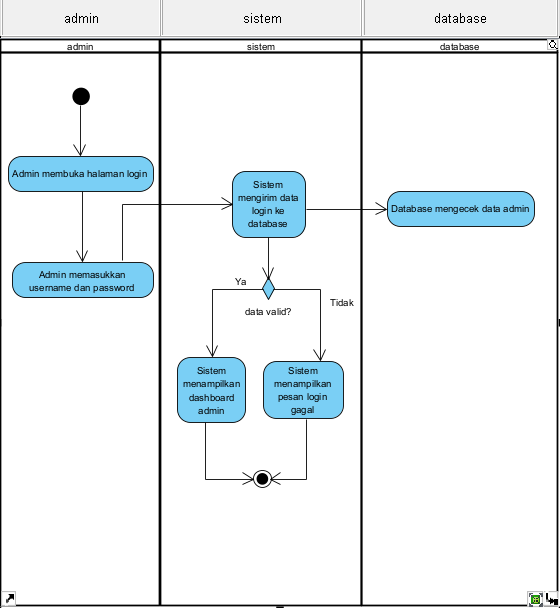 admin
sistem
database
admin
sistem
database
Admin membuka halaman login
Admin memasukkan
username dan password
Sistem
mengirim data
login ke
database
Database mengecek data admin
Ya
Tidak
data valid?
Sistem
menampilkan
dashboard
admin
Sistem
menampilkan
pesan login
gagal